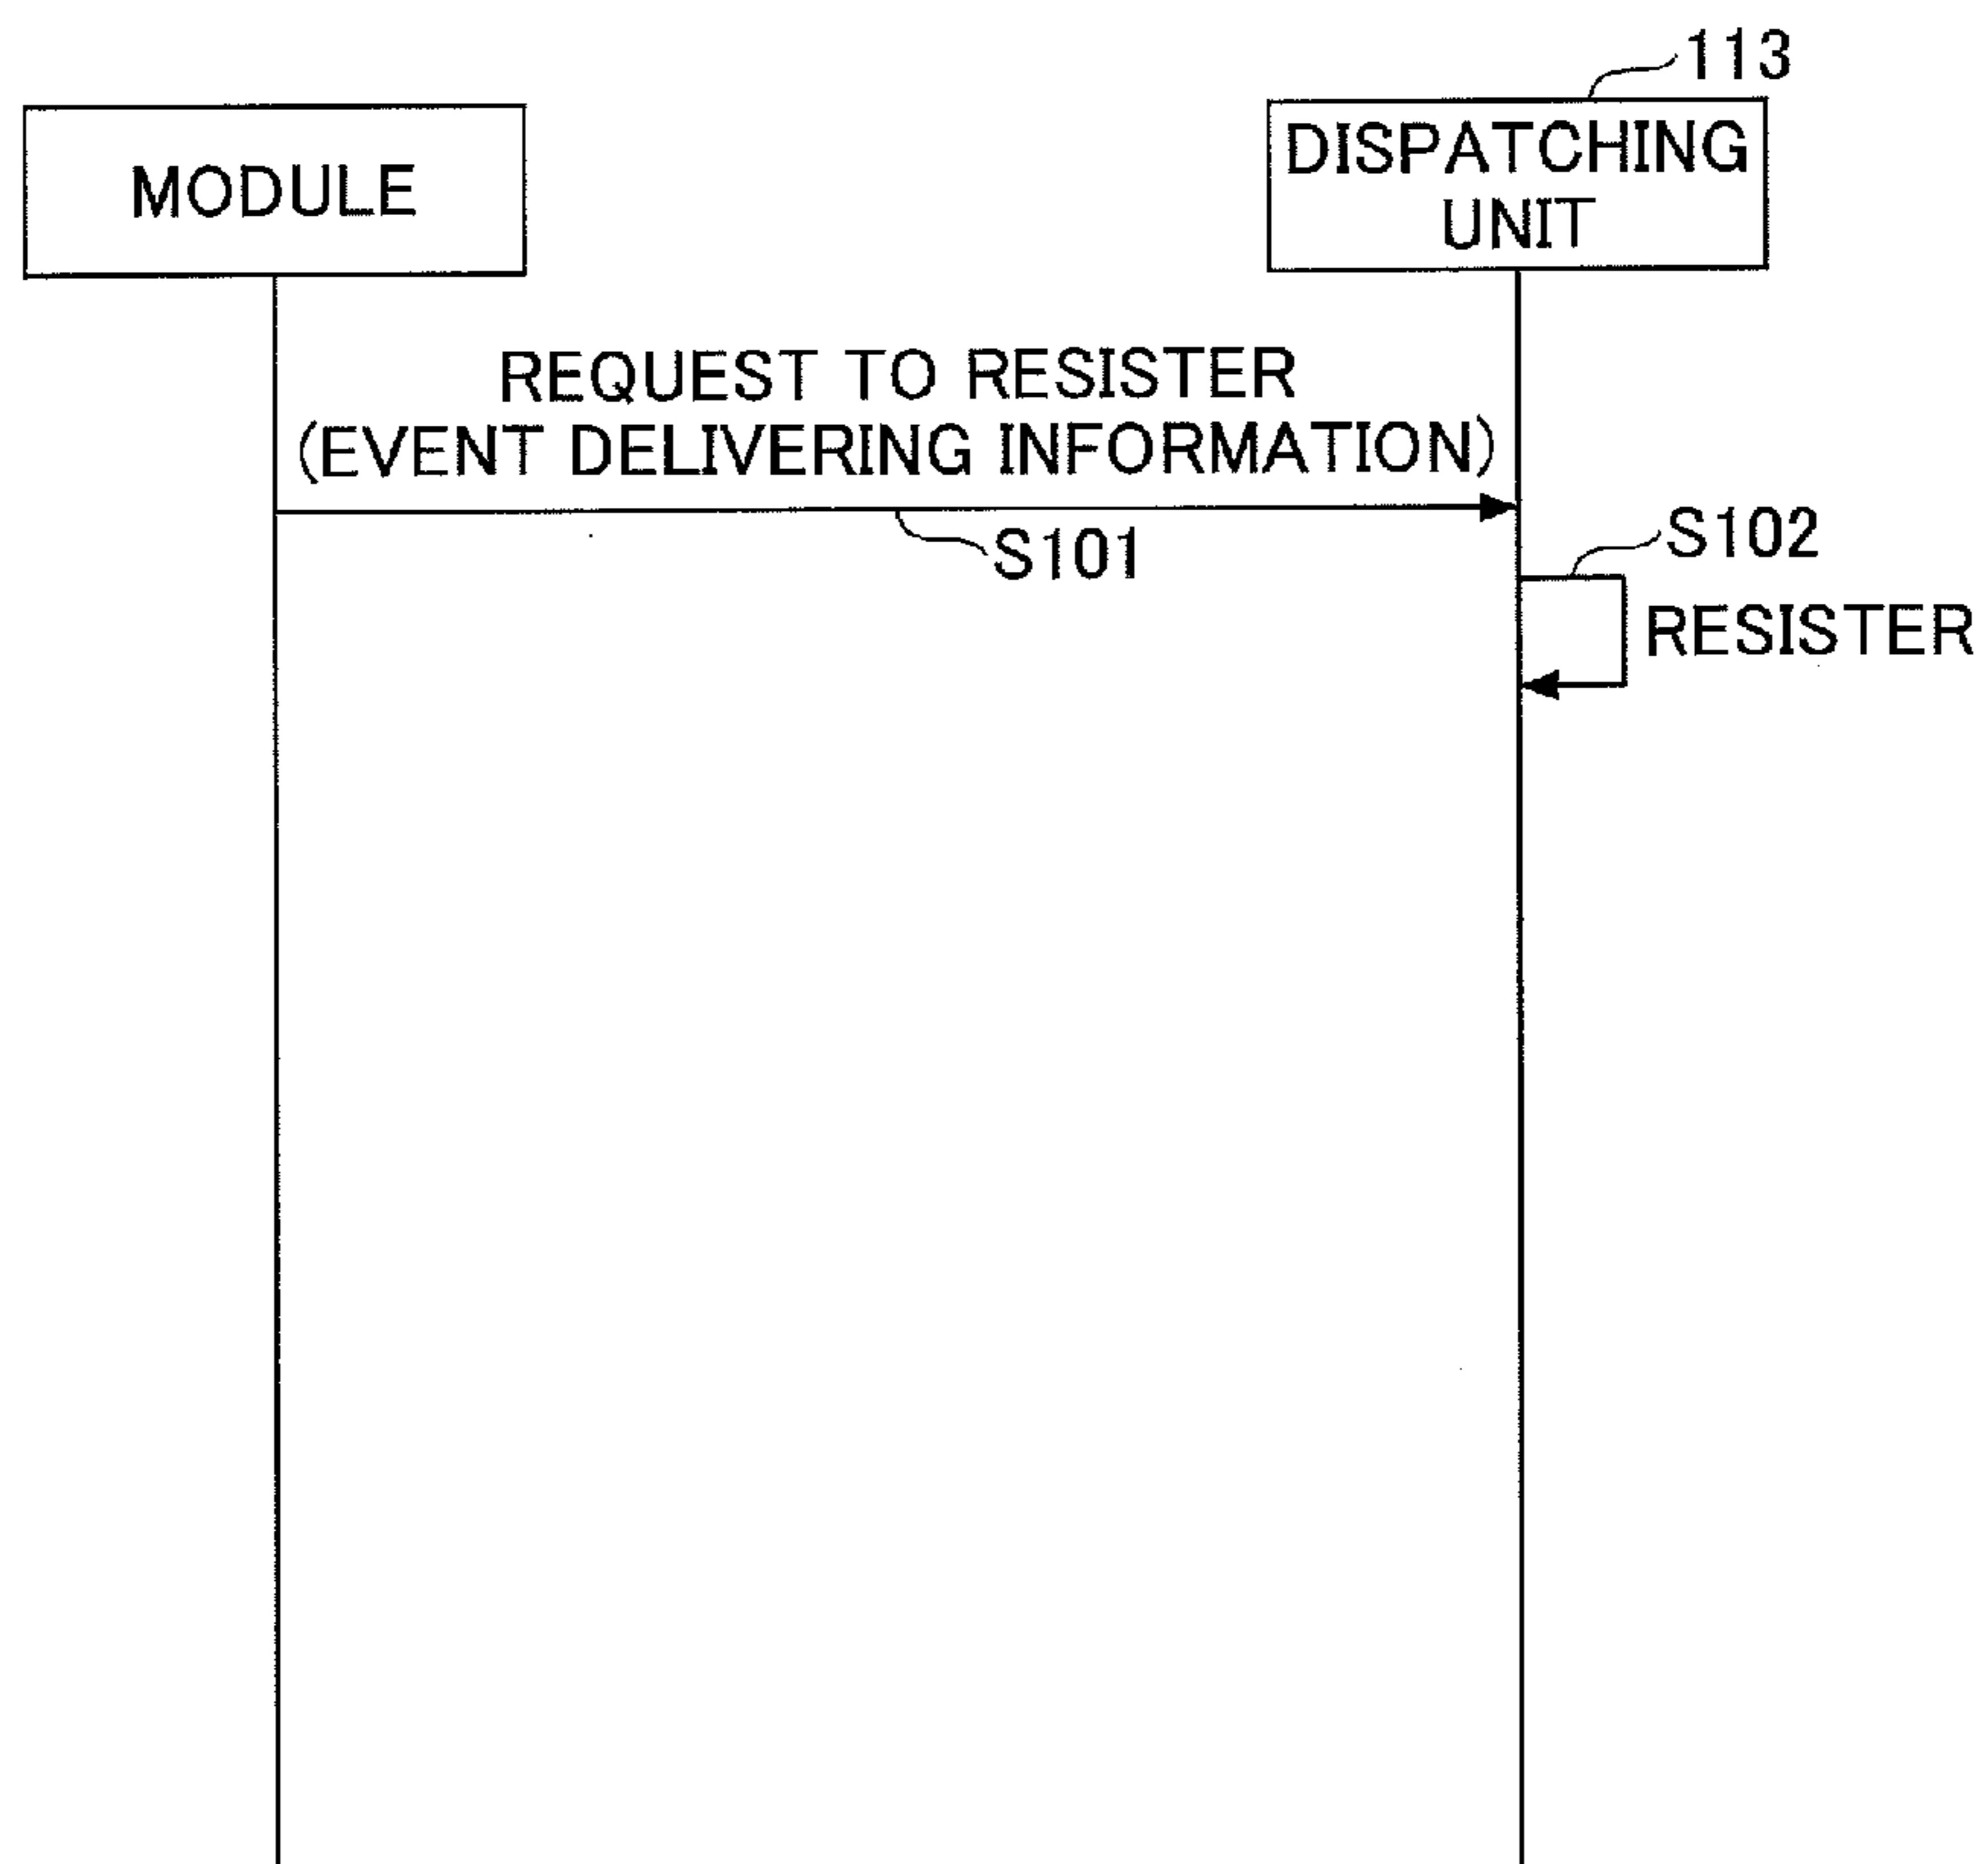 113
MODULE
DISPATCHING
UNIT
REQUEST TO RESISTER
(EVENT DELIVERING INFORMATION)
S101
S102
RESISTER